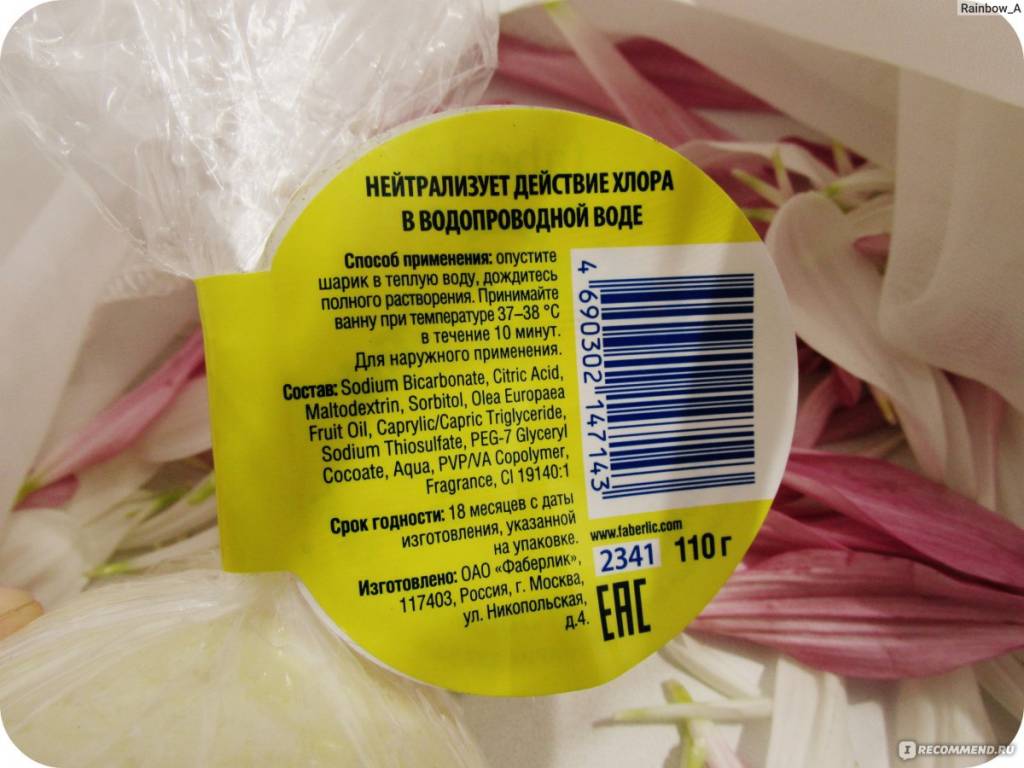 Rainbow_A
НЕЙТРАЛИЗУЕТ ДЕЙСТВИЕ ХЛОРА
В ВОДОПРОВОДНОЙ ВОДЕ
Способ применения: опустите
шарик в теплую воду, дождитесь
полного растворения. Принимайте
ванну при температуре 37–38 °C
в течение 10 минут.
Для наружного применения.
Состав: Sodium Bicarbonate, Citric Acid,
Maltodextrin, Sorbitol, Olea Europaea
Fruit Oil, Caprylic/Capric Triglyceride,
Sodium Thiosulfate, PEG-7 Glyceryl
Cocoate, Aqua, PVP/VA Copolymer,
Fragrance, CI 19140:1
Срок годности: 18 месяцев с даты
изготовления, указанной
на упаковке.
Изготовлено: ОАО «Фаберлик»,
117403, Россия, г. Москва,
ул. Никопольская,
д.4.
4 690302 147143
www.faberlic.com
2341 110 г
EAC
IRECOMMEND.RU